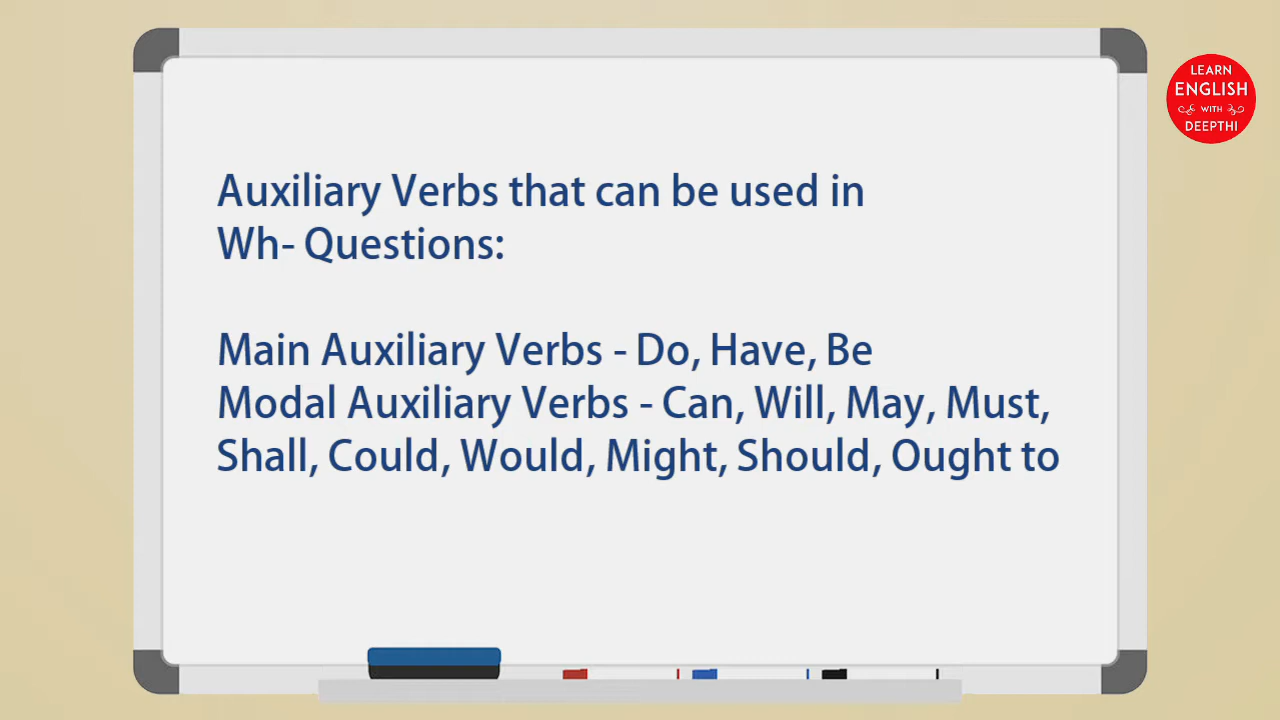 LEARN
ENGLISH
WITH
DEEPTHI
Auxiliary Verbs that can be used in
Wh- Questions:
Main Auxiliary Verbs - Do, Have, Be
Modal Auxiliary Verbs - Can, Will, May, Must,
Shall, Could, Would, Might, Should, Ought to